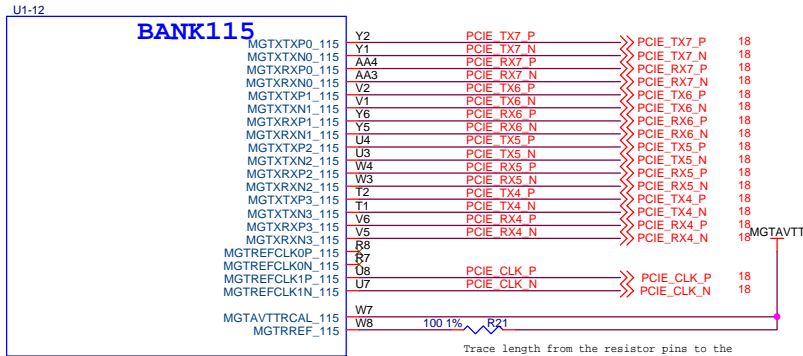 U1-12
BANK115
MGTXTXP0_115 Y2 PCIE_TX7_P PCIE_TX7_P 18
MGTXTXN0_115 Y1 PCIE_TX7_N PCIE_TX7_N 18
MGTXRXP0_115 AA4 PCIE_RX7_P PCIE_RX7_P 18
MGTXRXN0_115 AA3 PCIE_RX7_N PCIE_RX7_N 18
MGTXTXP1_115 V2 PCIE_TX6_P PCIE_TX6_P 18
MGTXTXN1_115 V1 PCIE_TX6_N PCIE_TX6_N 18
MGTXRXP1_115 Y6 PCIE_RX6_P PCIE_RX6_P 18
MGTXRXN1_115 Y5 PCIE_RX6_N PCIE_RX6_N 18
MGTXTXP2_115 U4 PCIE_TX5_P PCIE_TX5_P 18
MGTXTXN2_115 U3 PCIE_TX5_N PCIE_TX5_N 18
MGTXRXP2_115 W4 PCIE_RX5_P PCIE_RX5_P 18
MGTXRXN2_115 W3 PCIE_RX5_N PCIE_RX5_N 18
MGTXTXP3_115 T2 PCIE_TX4_P PCIE_TX4_P 18
MGTXTXN3_115 T1 PCIE_TX4_N PCIE_TX4_N 18
MGTXRXP3_115 V6 PCIE_RX4_P PCIE_RX4_P 18
MGTXRXN3_115 V5 PCIE_RX4_N PCIE_RX4_N 18 MGTAVTT
MGTREFCLK0P_115 R8
MGTREFCLK0N_115 R7
MGTREFCLK1P_115 U8 PCIE_CLK_P PCIE_CLK_P 18
MGTREFCLK1N_115 U7 PCIE_CLK_N PCIE_CLK_N 18
MGTAVTTRCAL_115 W7
MGTRREF_115 W8 100 1% R21
Trace length from the resistor pins to the